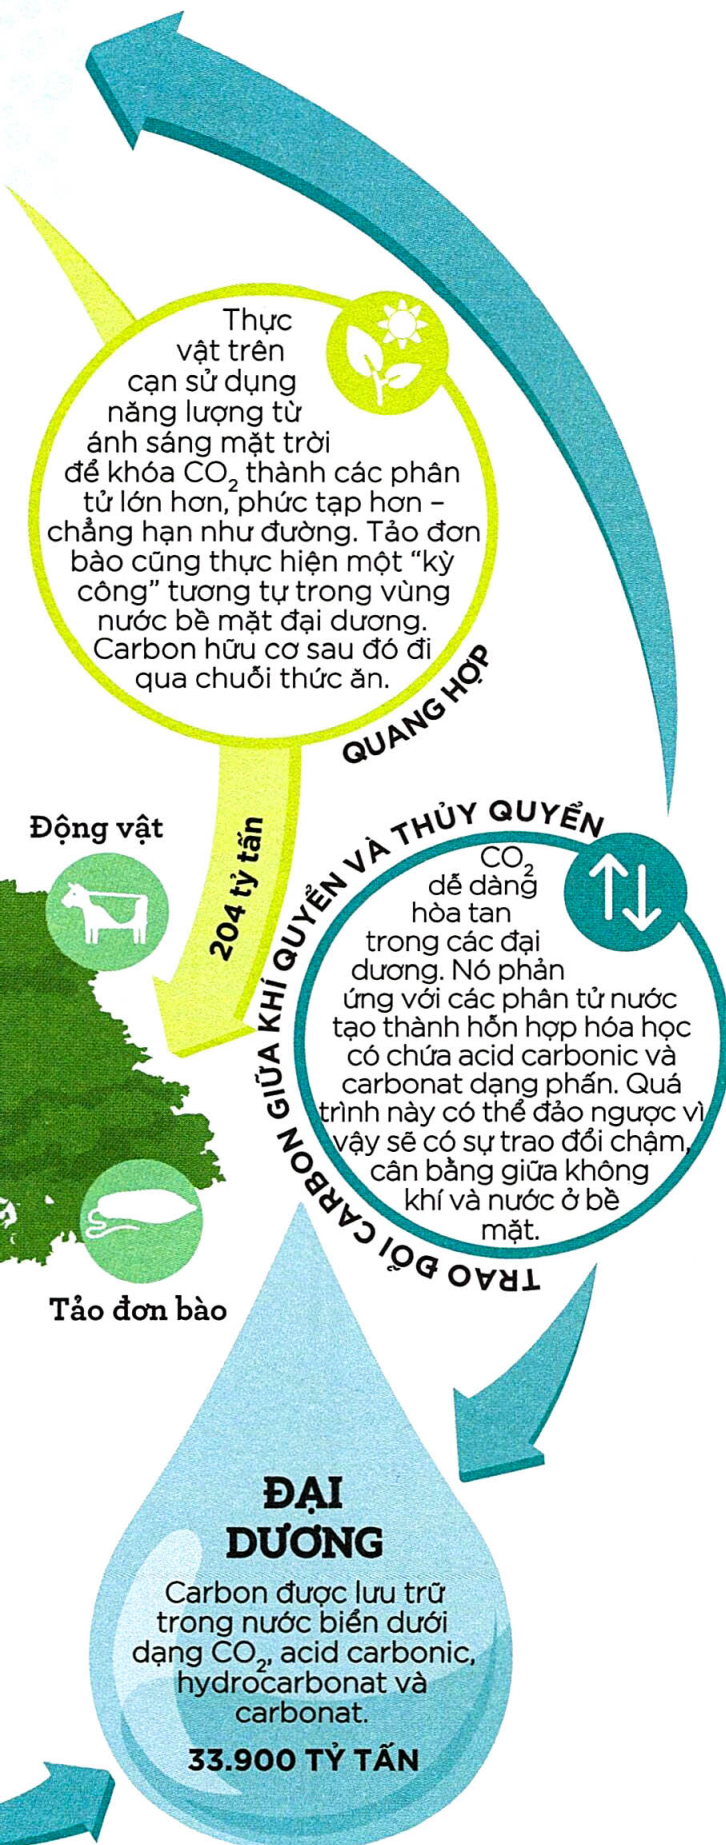 Thực
vật trên
cạn sử dụng
năng lượng từ
ánh sáng mặt trời
để khóa CO₂ thành các phân
tử lớn hơn, phức tạp hơn –
chẳng hạn như đường. Tảo đơn
bào cũng thực hiện một “kỳ
công” tương tự trong vùng
nước bề mặt đại dương.
Carbon hữu cơ sau đó đi
qua chuỗi thức ăn.
QUANG HỢP
204 tỷ tấn
Động vật
Tảo đơn bào
TRAO ĐỔI CARBON GIỮA KHÍ QUYỂN VÀ THỦY QUYỂN
CO₂
dễ dàng
hòa tan
trong các đại
dương. Nó phản
ứng với các phân tử nước
tạo thành hỗn hợp hóa học
có chứa acid carbonic và
carbonat dạng phấn. Quá
trình này có thể đảo ngược vì
vậy sẽ có sự trao đổi chậm,
cân bằng giữa không
khí và nước ở bề
mặt.
ĐẠI
DƯƠNG
Carbon được lưu trữ
trong nước biển dưới
dạng CO₂, acid carbonic,
hydrocarbonat và
carbonat.
33.900 TỶ TẤN